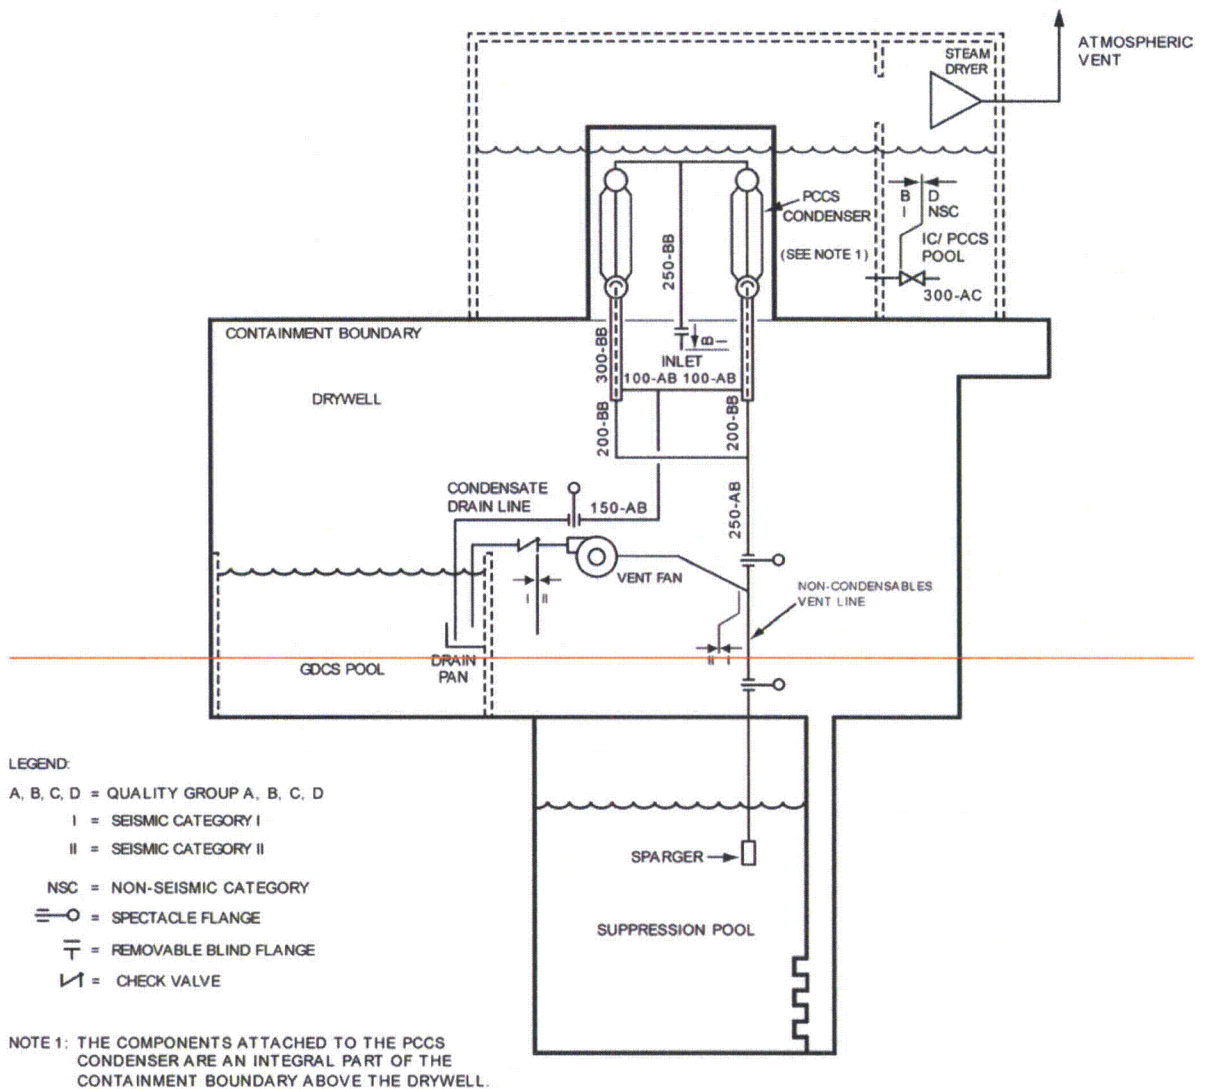 ATMOSPHERIC
VENT
STEAM
DRYER
B D
I NSC
IC/ PCCS
POOL
300-AC
PCCS
CONDENSER
(SEE NOTE 1)
250-BB
CONTAINMENT BOUNDARY
B
I
INLET
300-BB
100-AB 100-AB
DRYWELL
200-BB
200-BB
CONDENSATE
DRAIN LINE
150-AB
250-AB
VENT FAN
I II
NON-CONDENSABLES
VENT LINE
II I
GDCS POOL
DRAIN
PAN
LEGEND:
A, B, C, D = QUALITY GROUP A, B, C, D
I = SEISMIC CATEGORY I
II = SEISMIC CATEGORY II
NSC = NON-SEISMIC CATEGORY
= SPECTACLE FLANGE
= REMOVABLE BLIND FLANGE
= CHECK VALVE
SPARGER
SUPPRESSION POOL
NOTE 1: THE COMPONENTS ATTACHED TO THE PCCS
CONDENSER ARE AN INTEGRAL PART OF THE
CONTAINMENT BOUNDARY ABOVE THE DRYWELL.